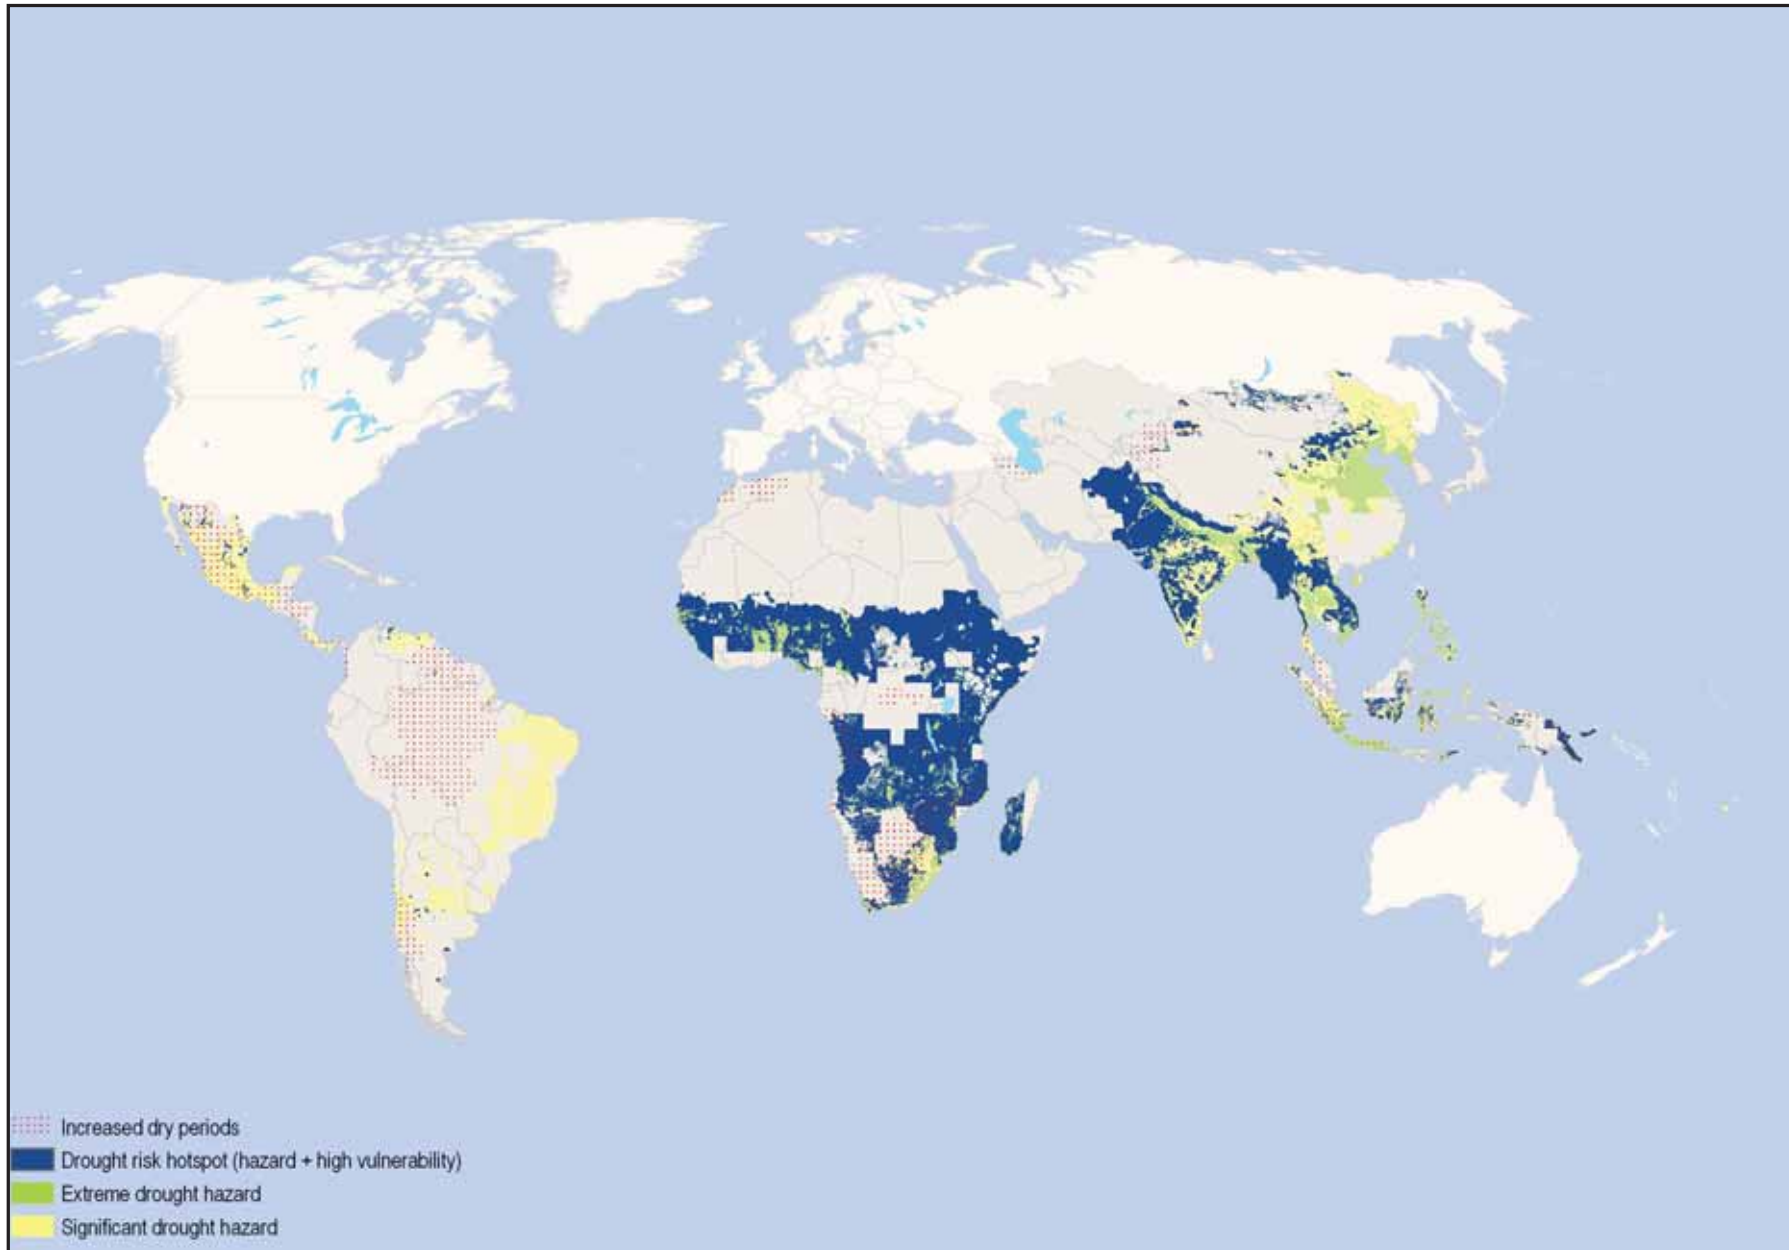 Increased dry periods
Drought risk hotspot (hazard + high vulnerability)
Extreme drought hazard
Significant drought hazard